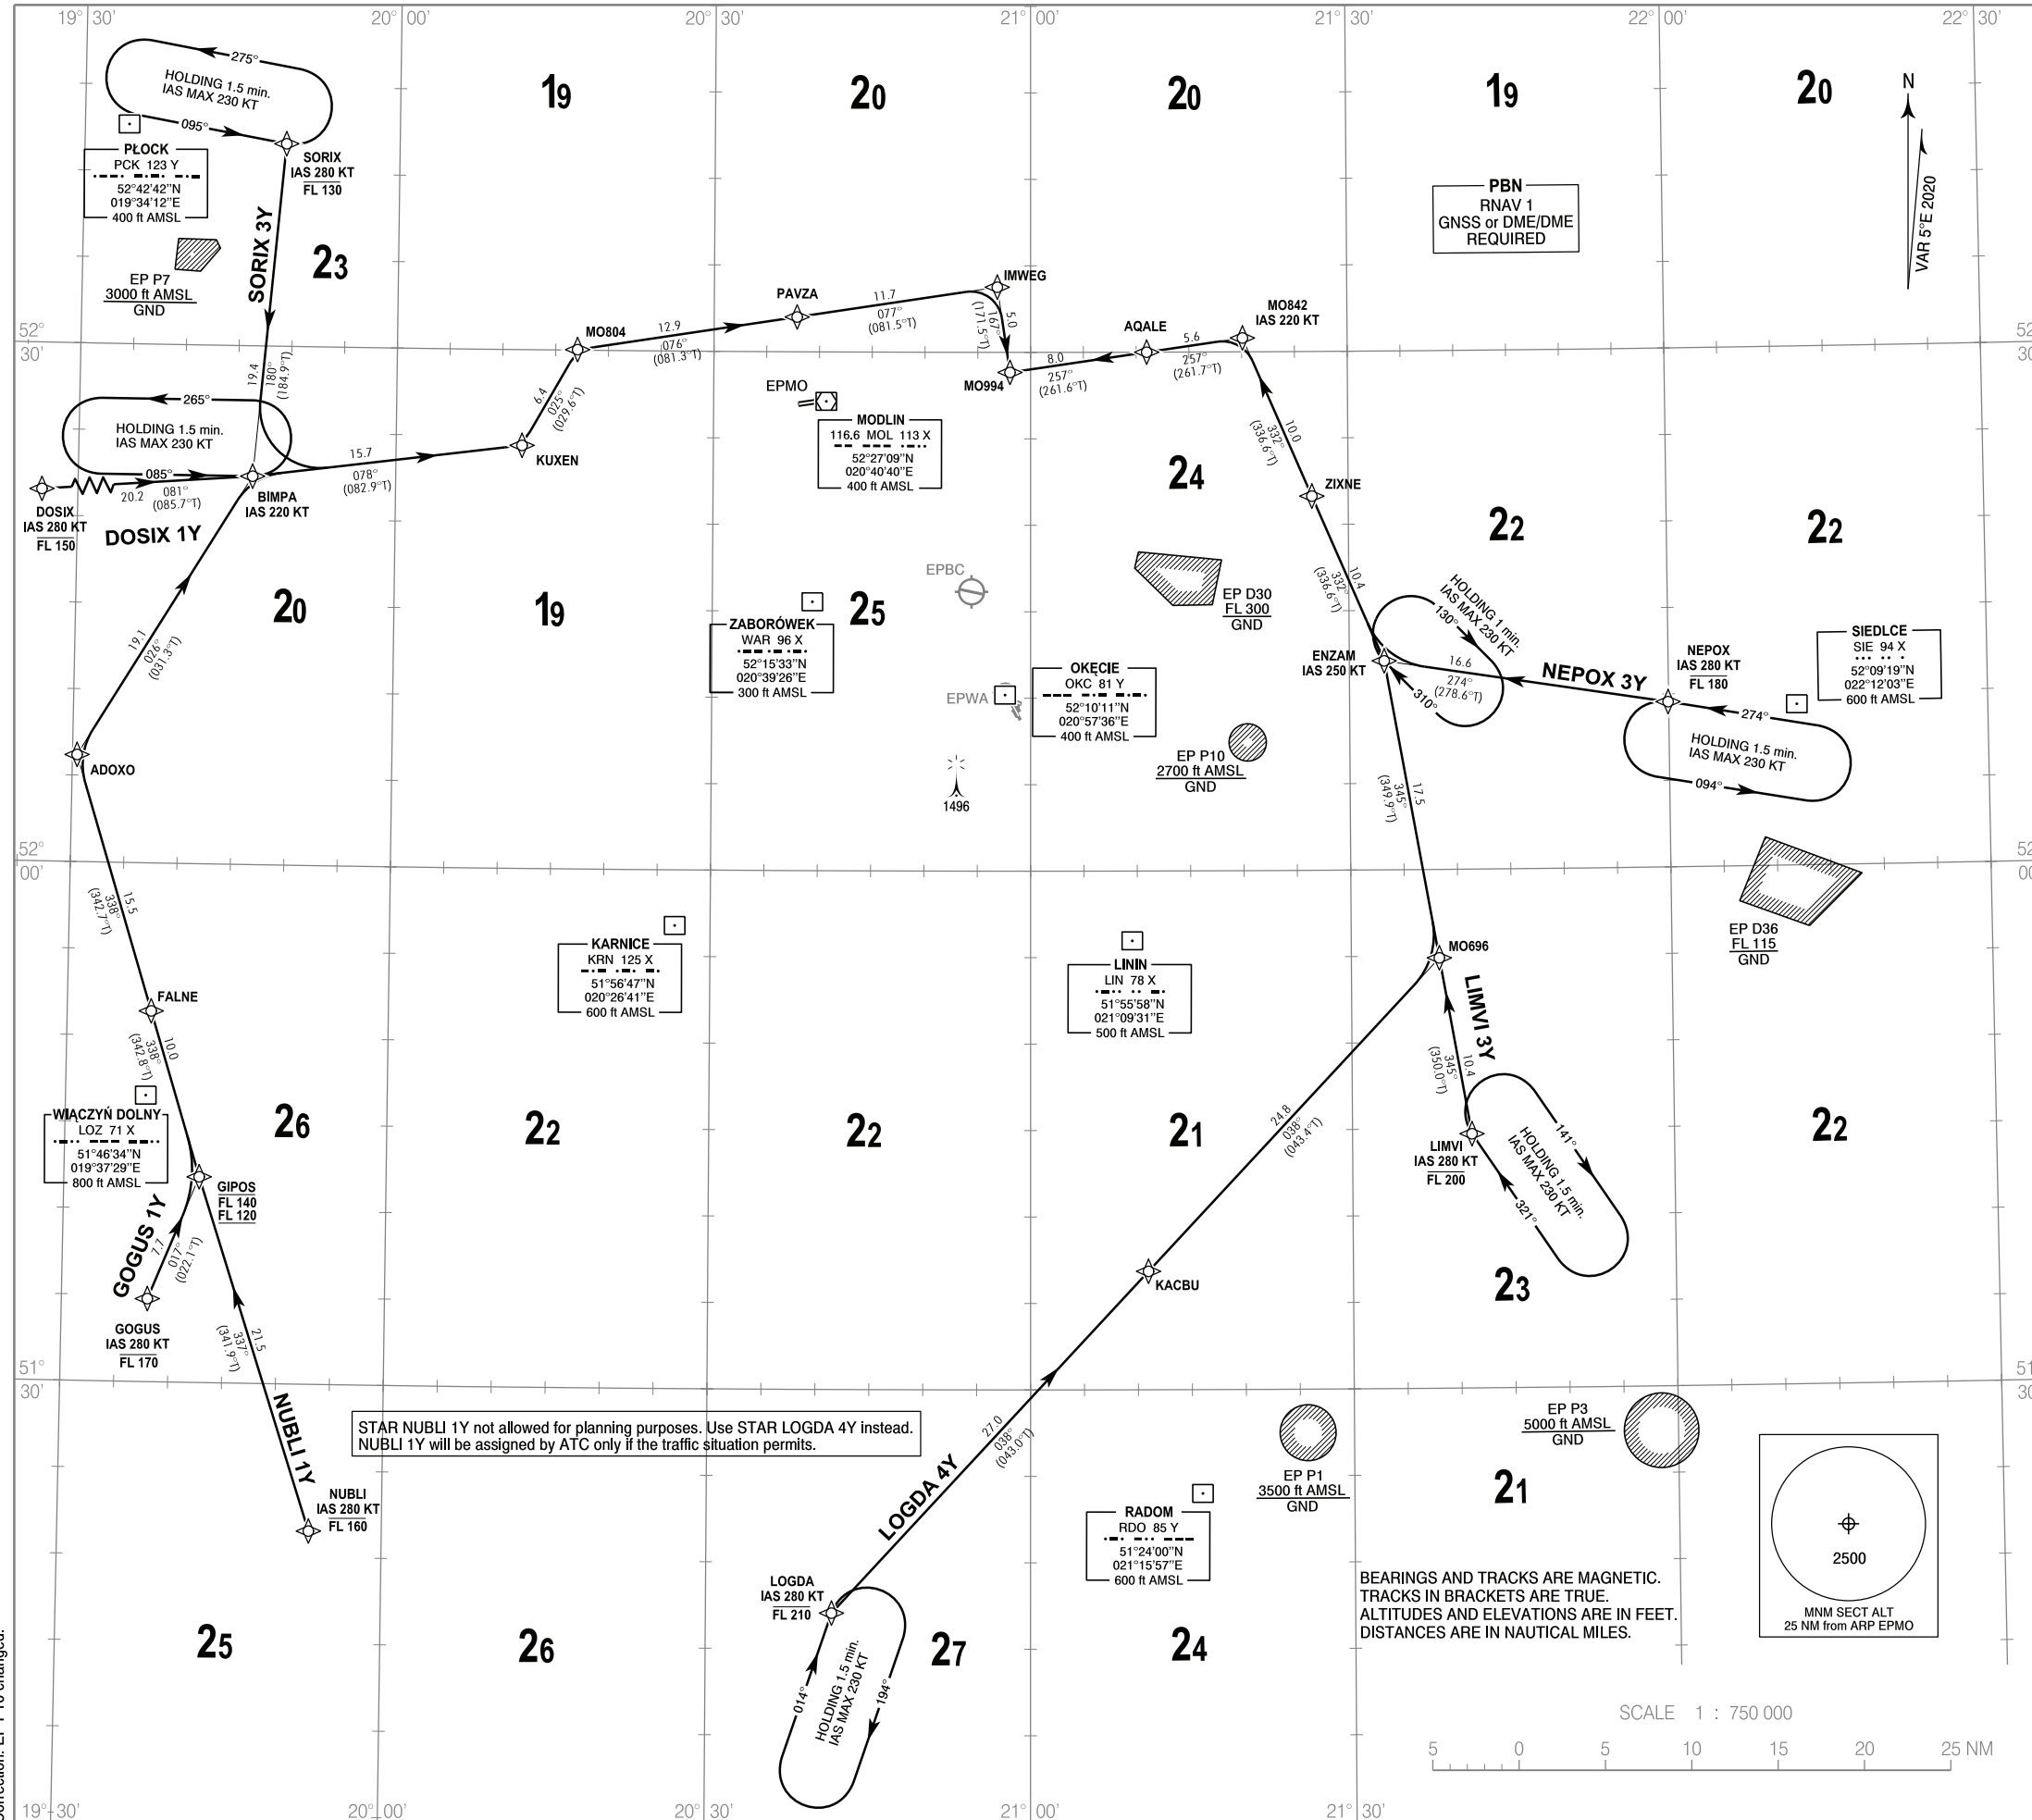 19° 30'
20° 00'
20° 30'
21° 00'
21° 30'
22° 00'
22° 30'
275°
HOLDING 1.5 min.
IAS MAX 230 KT
095°
SORIX
IAS 280 KT
FL 130
PŁOCK
PCK 123 Y
52°42'42"N
019°34'12"E
400 ft AMSL
EP P7
3000 ft AMSL
GND
SORIX 3Y
19.4
180°
(184.9°T)
19
20
20
19
20
23
PBN
RNAV 1
GNSS or DME/DME
REQUIRED
N
VAR 5°E 2020
52°
30'
265°
HOLDING 1.5 min.
IAS MAX 230 KT
085°
20.2
081°
(085.7°T)
DOSIX
IAS 280 KT
FL 150
DOSIX 1Y
BIMPA
IAS 220 KT
15.7
078°
(082.9°T)
KUXEN
6.4
025°
(029.6°T)
MO804
12.9
076°
(081.3°T)
PAVZA
11.7
077°
(081.5°T)
IMWEG
5.0
167°
(171.5°T)
MO994
8.0
257°
(261.6°T)
AQALE
5.6
257°
(261.7°T)
MO842
IAS 220 KT
10.0
332°
(336.6°T)
ZIXNE
10.4
332°
(336.6°T)
EPMO
MODLIN
116.6 MOL 113 X
52°27'09"N
020°40'40"E
400 ft AMSL
24
22
22
20
19
25
EPBC
EP D30
FL 300
GND
ZABORÓWEK
WAR 96 X
52°15'33"N
020°39'26"E
300 ft AMSL
EPWA
OKĘCIE
OKC 81 Y
52°10'11"N
020°57'36"E
400 ft AMSL
EP P10
2700 ft AMSL
GND
1496
ENZAM
IAS 250 KT
HOLDING 1 min.
IAS MAX 230 KT
130°
310°
16.6
274°
(278.6°T)
NEPOX 3Y
NEPOX
IAS 280 KT
FL 180
SIEDLCE
SIE 94 X
52°09'19"N
022°12'03"E
600 ft AMSL
274°
HOLDING 1.5 min.
IAS MAX 230 KT
094°
19.1
026°
(031.3°T)
ADOXO
17.5
345°
(349.9°T)
52°
00'
15.5
338°
(342.7°T)
EP D36
FL 115
GND
KARNICE
KRN 125 X
51°56'47"N
020°26'41"E
600 ft AMSL
LININ
LIN 78 X
51°55'58"N
021°09'31"E
500 ft AMSL
MO696
LIMVI 3Y
10.4
345°
(350.0°T)
FALNE
10.0
338°
(342.8°T)
WIĄCZYŃ DOLNY
LOZ 71 X
51°46'34"N
019°37'29"E
800 ft AMSL
26
22
22
21
22
24.8
038°
(043.4°T)
LIMVI
IAS 280 KT
FL 200
141°
HOLDING 1.5 min.
IAS MAX 230 KT
321°
GIPOS
FL 140
FL 120
GOGUS 1Y
7.7
017°
(022.1°T)
GOGUS
IAS 280 KT
FL 170
KACBU
23
21.5
337°
(341.9°T)
51°
30'
51
30
NUBLI 1Y
NUBLI
IAS 280 KT
FL 160
STAR NUBLI 1Y not allowed for planning purposes. Use STAR LOGDA 4Y instead.
NUBLI 1Y will be assigned by ATC only if the traffic situation permits.
27.0
038°
(043.0°T)
LOGDA 4Y
EP P1
3500 ft AMSL
GND
EP P3
5000 ft AMSL
GND
21
RADOM
RDO 85 Y
51°24'00"N
021°15'57"E
600 ft AMSL
2500
MNM SECT ALT
25 NM from ARP EPMO
LOGDA
IAS 280 KT
FL 210
014°
HOLDING 1.5 min.
IAS MAX 230 KT
194°
25
26
27
24
BEARINGS AND TRACKS ARE MAGNETIC.
TRACKS IN BRACKETS ARE TRUE.
ALTITUDES AND ELEVATIONS ARE IN FEET.
DISTANCES ARE IN NAUTICAL MILES.
SCALE 1 : 750 000
5 0 5 10 15 20 25 NM
19° 30'
20° 00'
20° 30'
21° 00'
21° 30'